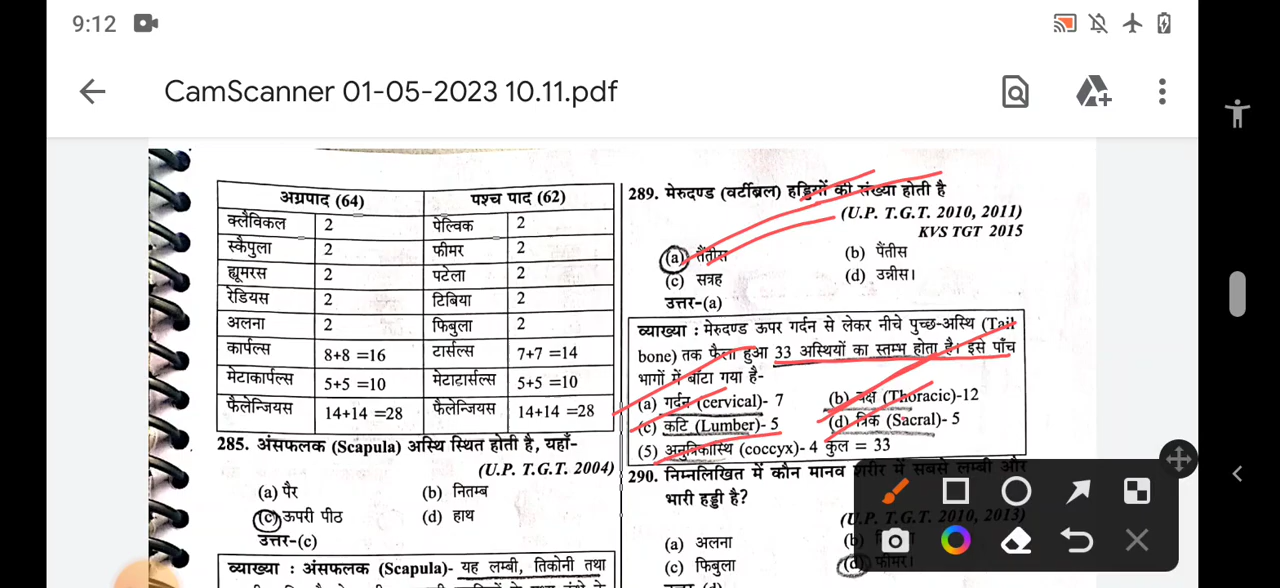 9:12
CamScanner 01-05-2023 10.11.pdf
अग्रपाद (64) पश्च पाद (62)
क्लैविकल 2 पेल्विक 2
स्कैपुला 2 फीमर 2
ह्यूमरस 2 पटेला 2
रेडियस 2 टिबिया 2
अलना 2 फिबुला 2
कार्पल्स 8+8 =16 टार्सल्स 7+7 =14
मेटाकार्पल्स 5+5 =10 मेटाटार्सल्स 5+5 =10
फैलेन्जियस 14+14 =28 फैलेन्जियस 14+14 =28
285. अंसफलक (Scapula) अस्थि स्थित होती है, यहाँ-
(U.P. T.G.T. 2004)
(a) पैर (b) नितम्ब
(c) ऊपरी पीठ (d) हाथ
उत्तर-(c)
व्याख्या : अंसफलक (Scapula)- यह लम्बी, तिकोनी तथा
289. मेरुदण्ड (वर्टीब्रल) हड्डियों की संख्या होती है
(U.P. T.G.T. 2010, 2011)
KVS TGT 2015
(a) तैंतीस (b) पैंतीस
(c) सत्रह (d) उन्नीस।
उत्तर-(a)
व्याख्या : मेरुदण्ड ऊपर गर्दन से लेकर नीचे पुच्छ-अस्थि (Tail
bone) तक फैला हुआ 33 अस्थियों का स्तम्भ होता है। इसे पाँच
भागों में बाँटा गया है-
(a) गर्दन (cervical)- 7 (b) वक्ष (Thoracic)-12
(c) कटि (Lumber)- 5 (d) त्रिक (Sacral)- 5
(5) अनुत्रिकास्थि (coccyx)- 4 कुल = 33
290. निम्नलिखित में कौन मानव शरीर में सबसे लम्बी और
भारी हड्डी है?
(U.P. T.G.T. 2010, 2013)
(a) अलना (b)
(c) फिबुला (d) फीमर।